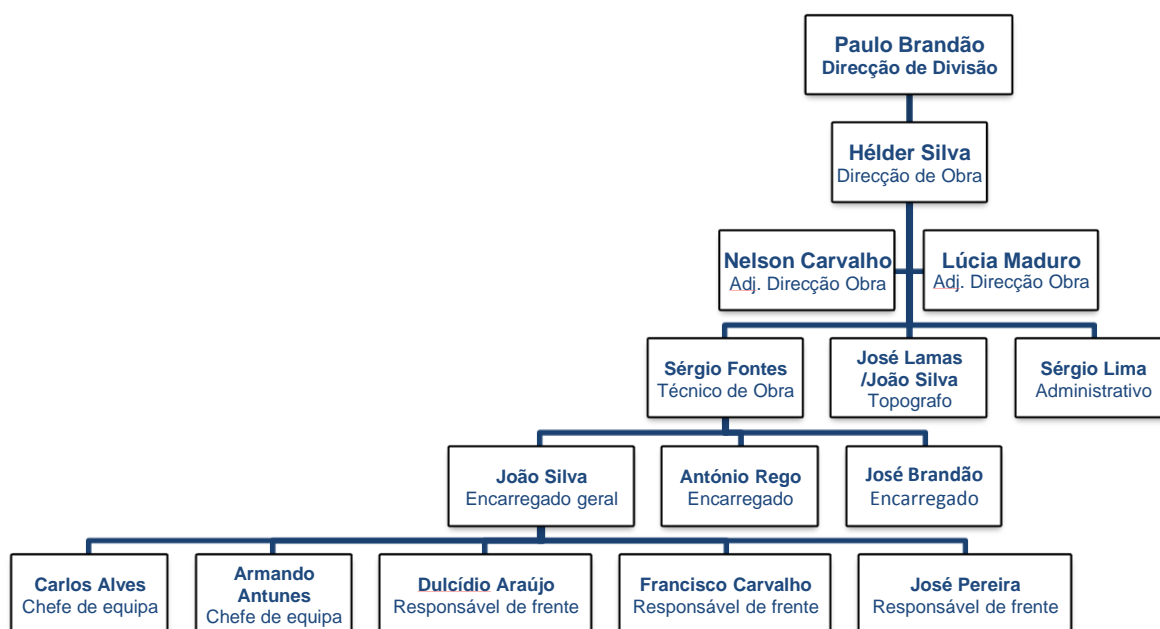 Paulo Brandão
Direcção de Divisão
Hélder Silva
Direcção de Obra
Nelson Carvalho
Adj. Direcção Obra
Lúcia Maduro
Adj. Direcção Obra
Sérgio Fontes
Técnico de Obra
José Lamas
/João Silva
Topografo
Sérgio Lima
Administrativo
João Silva
Encarregado geral
António Rego
Encarregado
José Brandão
Encarregado
Carlos Alves
Chefe de equipa
Armando
Antunes
Chefe de equipa
Dulcídio Araújo
Responsável de frente
Francisco Carvalho
Responsável de frente
José Pereira
Responsável de frente